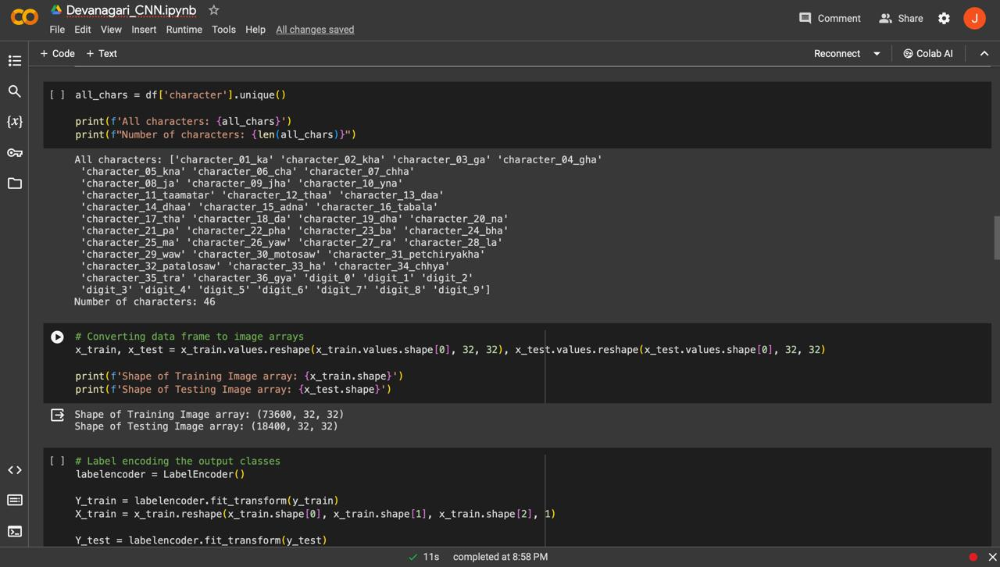 Devanagari_CNN.ipynb
File Edit View Insert Runtime Tools Help All changes saved
Comment Share J
+ Code + Text
Reconnect Colab AI
[ ] all_chars = df['character'].unique()
print(f'All characters: {all_chars}')
print(f"Number of characters: {len(all_chars)}")
All characters: ['character_01_ka' 'character_02_kha' 'character_03_ga' 'character_04_gha'
'character_05_kna' 'character_06_cha' 'character_07_chha'
'character_08_ja' 'character_09_jha' 'character_10_yna'
'character_11_taamatar' 'character_12_thaa' 'character_13_daa'
'character_14_dhaa' 'character_15_adna' 'character_16_tabala'
'character_17_tha' 'character_18_da' 'character_19_dha' 'character_20_na'
'character_21_pa' 'character_22_pha' 'character_23_ba' 'character_24_bha'
'character_25_ma' 'character_26_yaw' 'character_27_ra' 'character_28_la'
'character_29_waw' 'character_30_motosaw' 'character_31_petchiryakha'
'character_32_patalosaw' 'character_33_ha' 'character_34_chhya'
'character_35_tra' 'character_36_gya' 'digit_0' 'digit_1' 'digit_2'
'digit_3' 'digit_4' 'digit_5' 'digit_6' 'digit_7' 'digit_8' 'digit_9']
Number of characters: 46
# Converting data frame to image arrays
x_train, x_test = x_train.values.reshape(x_train.values.shape[0], 32, 32), x_test.values.reshape(x_test.values.shape[0], 32, 32)
print(f'Shape of Training Image array: {x_train.shape}')
print(f'Shape of Testing Image array: {x_test.shape}')
Shape of Training Image array: (73600, 32, 32)
Shape of Testing Image array: (18400, 32, 32)
[ ] # Label encoding the output classes
labelencoder = LabelEncoder()
Y_train = labelencoder.fit_transform(y_train)
X_train = x_train.reshape(x_train.shape[0], x_train.shape[1], x_train.shape[2], 1)
Y_test = labelencoder.fit_transform(y_test)
{x}
11s completed at 8:58 PM